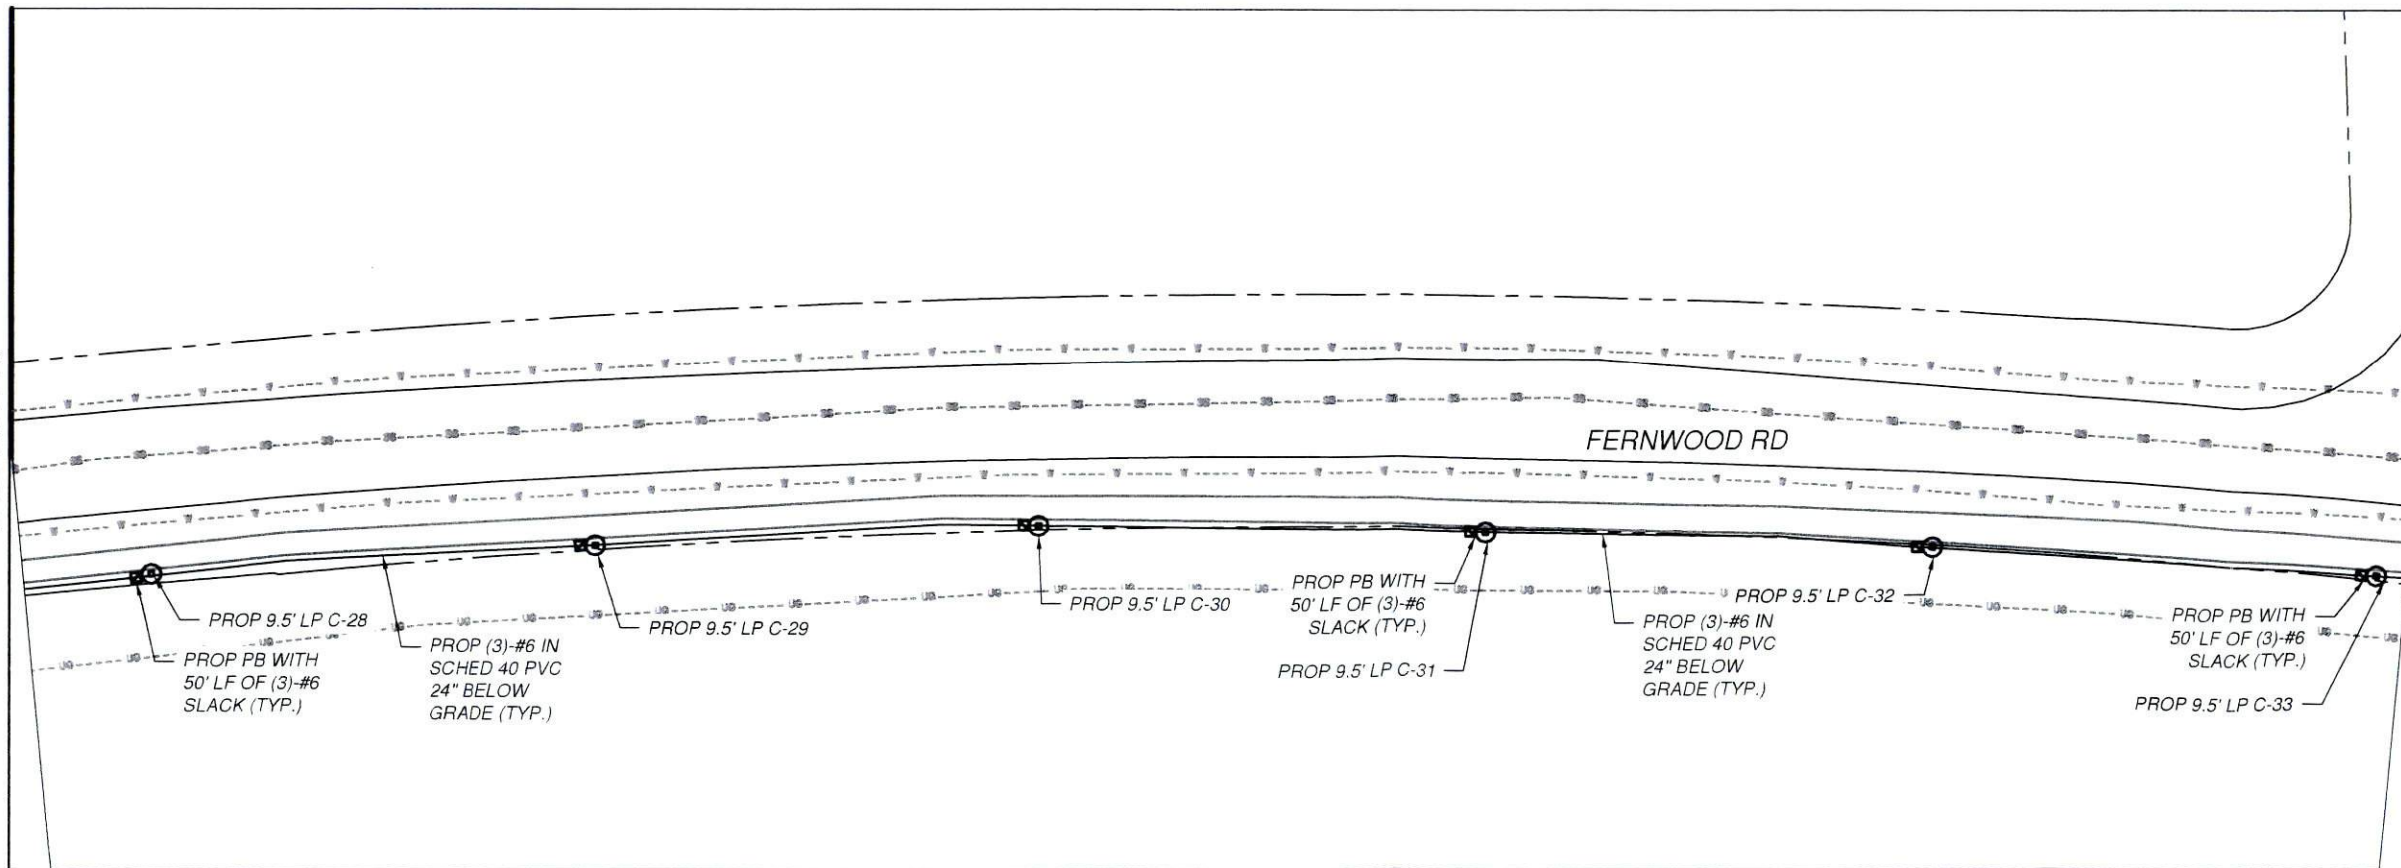 FERNWOOD RD
PROP 9.5' LP C-28
PROP PB WITH
50' LF OF (3)-#6
SLACK (TYP.)
PROP (3)-#6 IN
SCHED 40 PVC
24" BELOW
GRADE (TYP.)
PROP 9.5' LP C-29
PROP 9.5' LP C-30
PROP PB WITH
50' LF OF (3)-#6
SLACK (TYP.)
PROP 9.5' LP C-31
PROP (3)-#6 IN
SCHED 40 PVC
24" BELOW
GRADE (TYP.)
PROP 9.5' LP C-32
PROP PB WITH
50' LF OF (3)-#6
SLACK (TYP.)
PROP 9.5' LP C-33